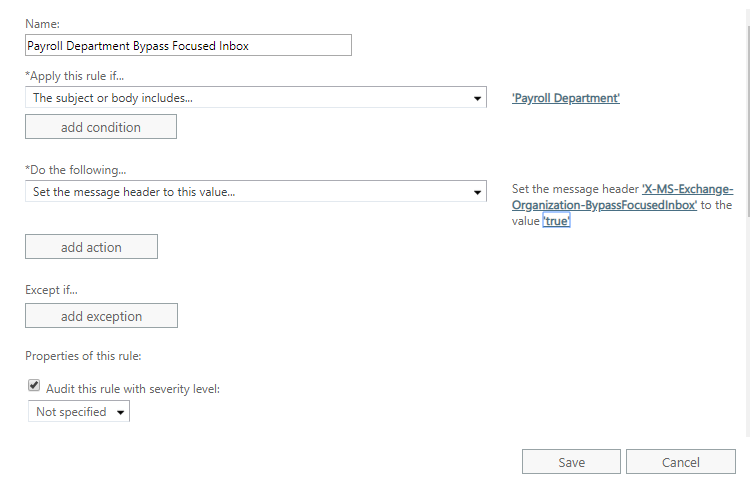 Name:
Payroll Department Bypass Focused Inbox
*Apply this rule if...
The subject or body includes...
'Payroll Department'
add condition
*Do the following...
Set the message header to this value...
Set the message header 'X-MS-Exchange-
Organization-BypassFocusedInbox' to the
value 'true'
add action
Except if...
add exception
Properties of this rule:
Audit this rule with severity level:
Not specified
Save
Cancel